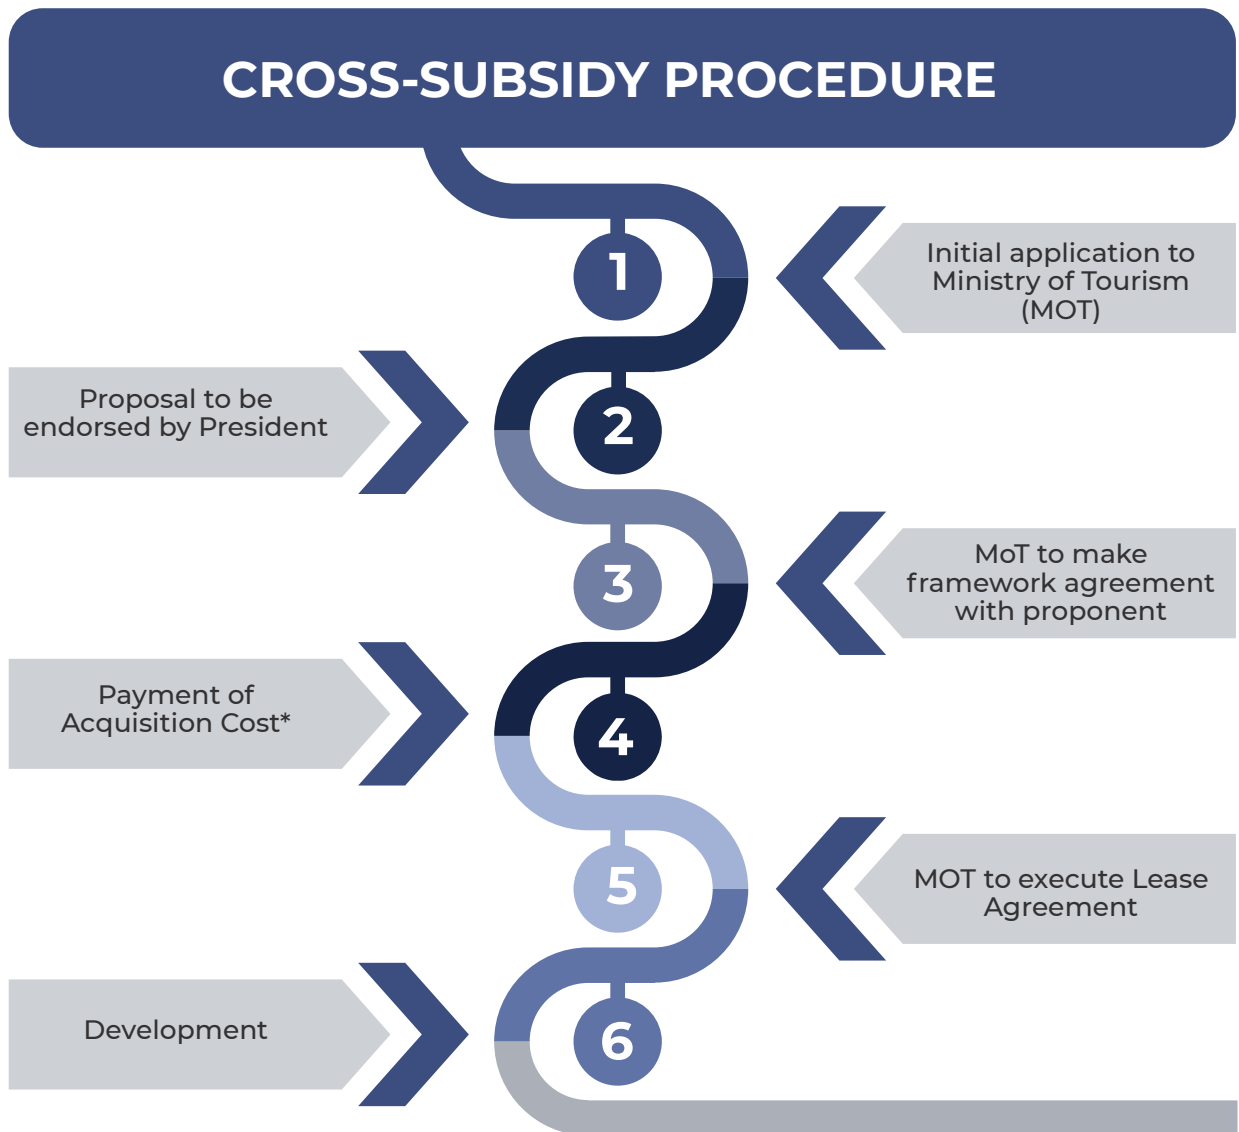 CROSS-SUBSIDY PROCEDURE
1
Initial application to
Ministry of Tourism
(MOT)
2
Proposal to be
endorsed by President
3
MoT to make
framework agreement
with proponent
4
Payment of
Acquisition Cost*
5
MOT to execute Lease
Agreement
6
Development